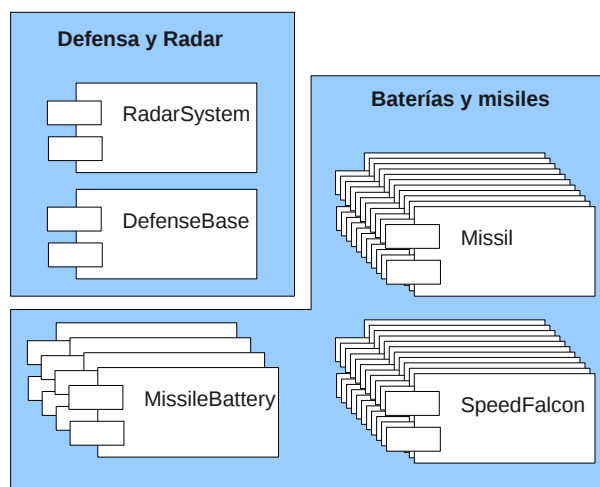 Defensa y Radar
RadarSystem
DefenseBase
Baterías y misiles
Missil
MissileBattery
SpeedFalcon